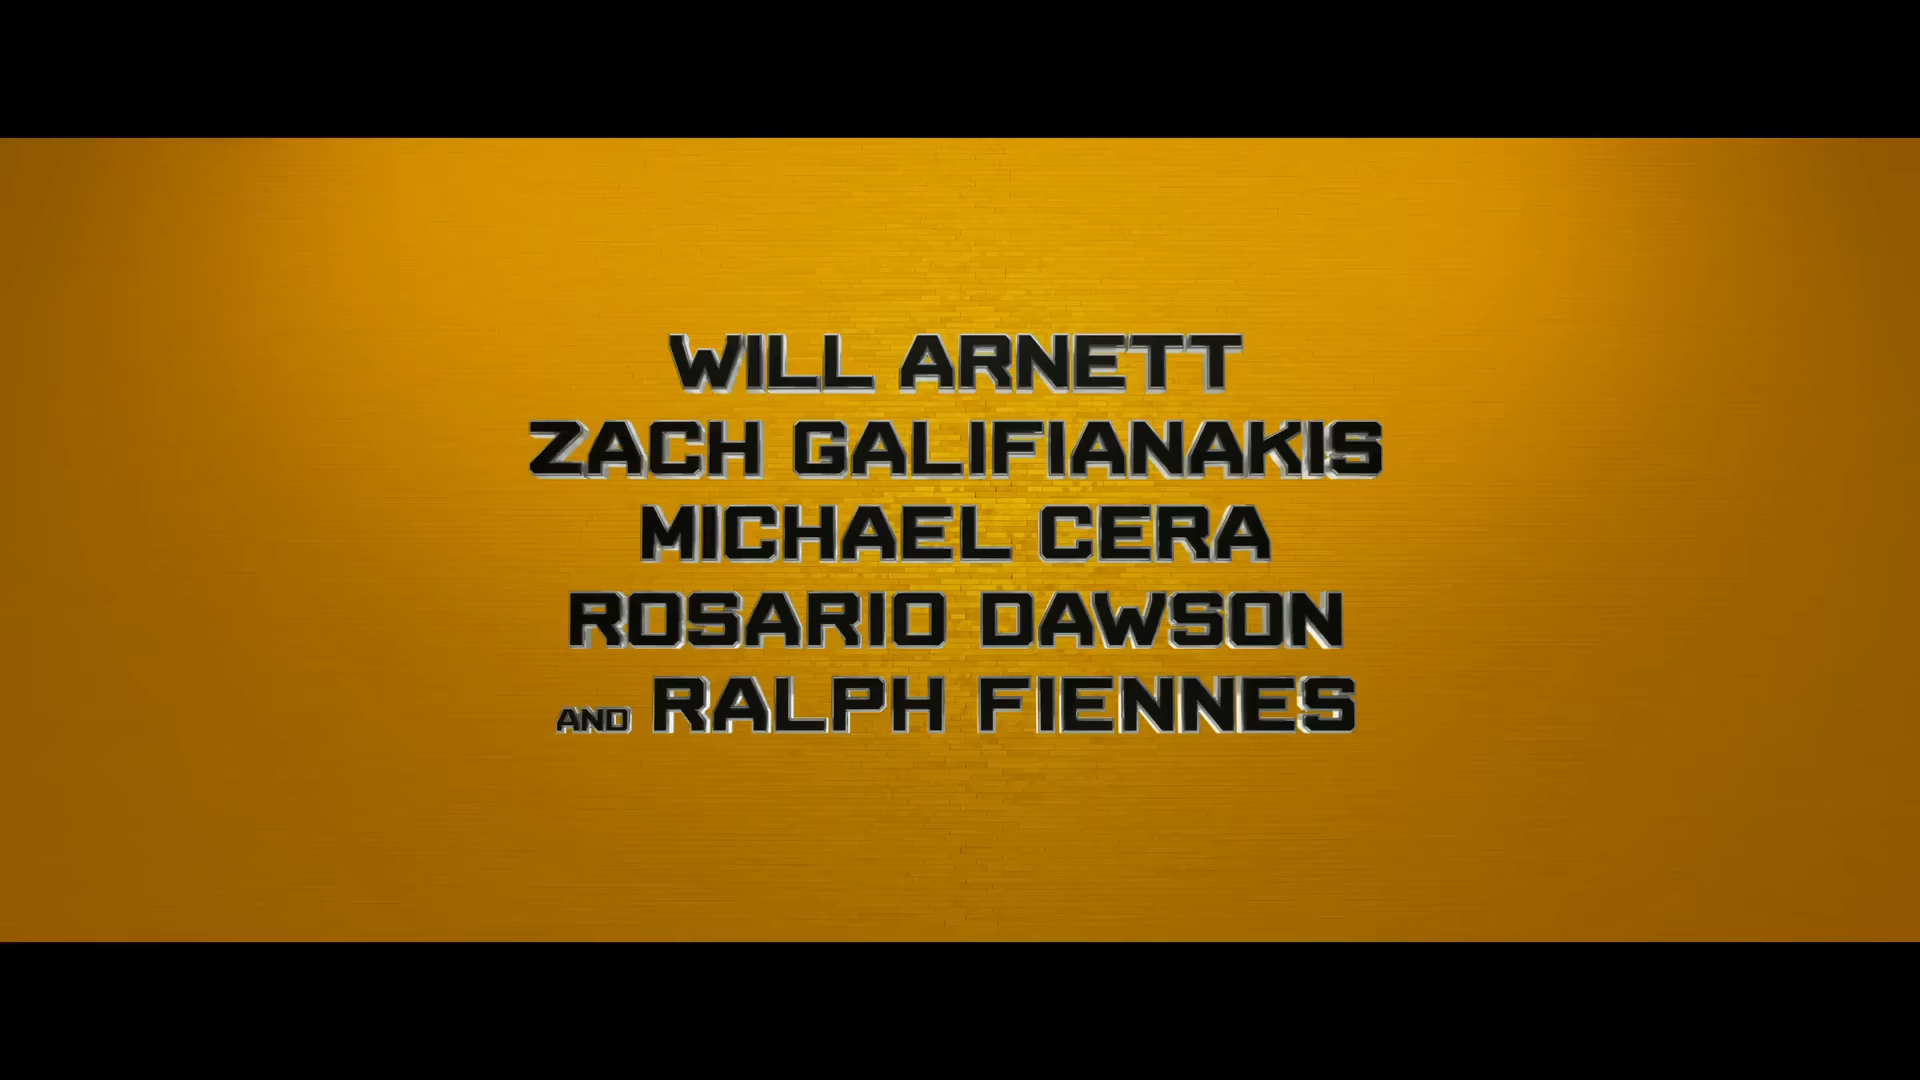 WILL ARNETT
ZACH GALIFIANAKIS
MICHAEL CERA
ROSARIO DAWSON
AND RALPH FIENNES